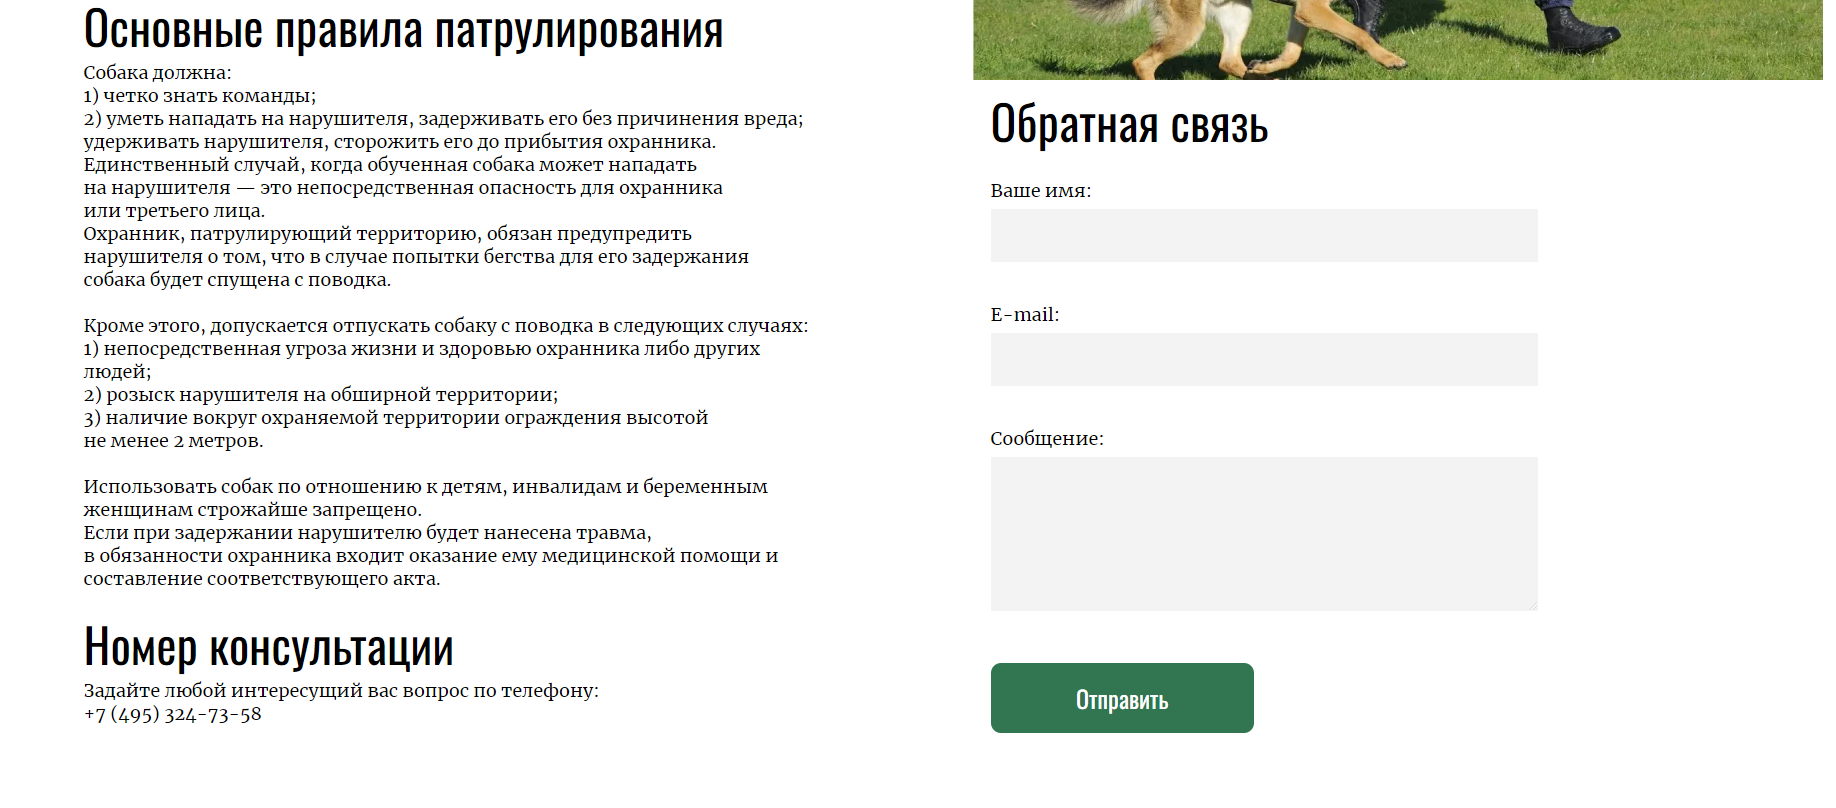 Основные правила патрулирования
Собака должна:
1) четко знать команды;
2) уметь нападать на нарушителя, задерживать его без причинения вреда;
удерживать нарушителя, сторожить его до прибытия охранника.
Единственный случай, когда обученная собака может нападать
на нарушителя — это непосредственная опасность для охранника
или третьего лица.
Охранник, патрулирующий территорию, обязан предупредить
нарушителя о том, что в случае попытки бегства для его задержания
собака будет спущена с поводка.
Кроме этого, допускается отпускать собаку с поводка в следующих случаях:
1) непосредственная угроза жизни и здоровью охранника либо других
людей;
2) розыск нарушителя на обширной территории;
3) наличие вокруг охраняемой территории ограждения высотой
не менее 2 метров.
Использовать собак по отношению к детям, инвалидам и беременным
женщинам строжайше запрещено.
Если при задержании нарушителю будет нанесена травма,
в обязанности охранника входит оказание ему медицинской помощи и
составление соответствующего акта.
Номер консультации
Задайте любой интересущий вас вопрос по телефону:
+7 (495) 324-73-58
Обратная связь
Ваше имя:
E-mail:
Сообщение:
Отправить